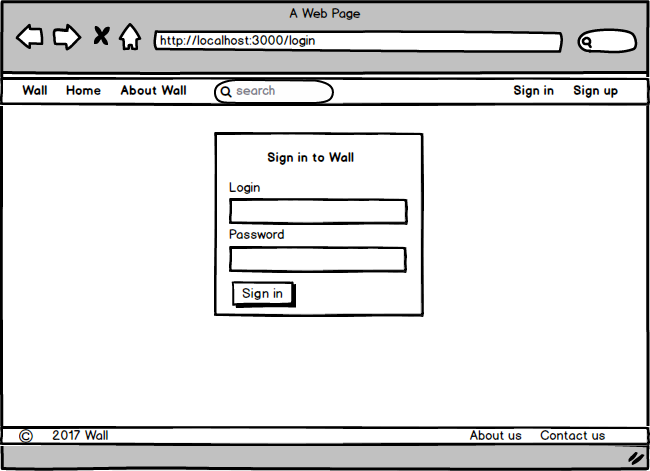 A Web Page
http://localhost:3000/login
Wall Home About Wall search Sign in Sign up
Sign in to Wall
Login
Password
Sign in
© 2017 Wall About us Contact us